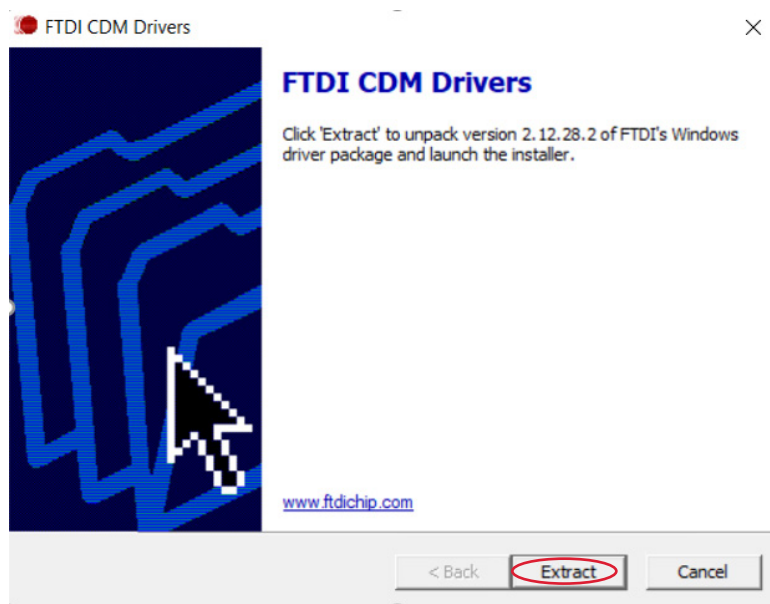 FTDI CDM Drivers
FTDI CDM Drivers
Click 'Extract' to unpack version 2.12.28.2 of FTDI's Windows
driver package and launch the installer.
www.ftdichip.com
< Back Extract Cancel